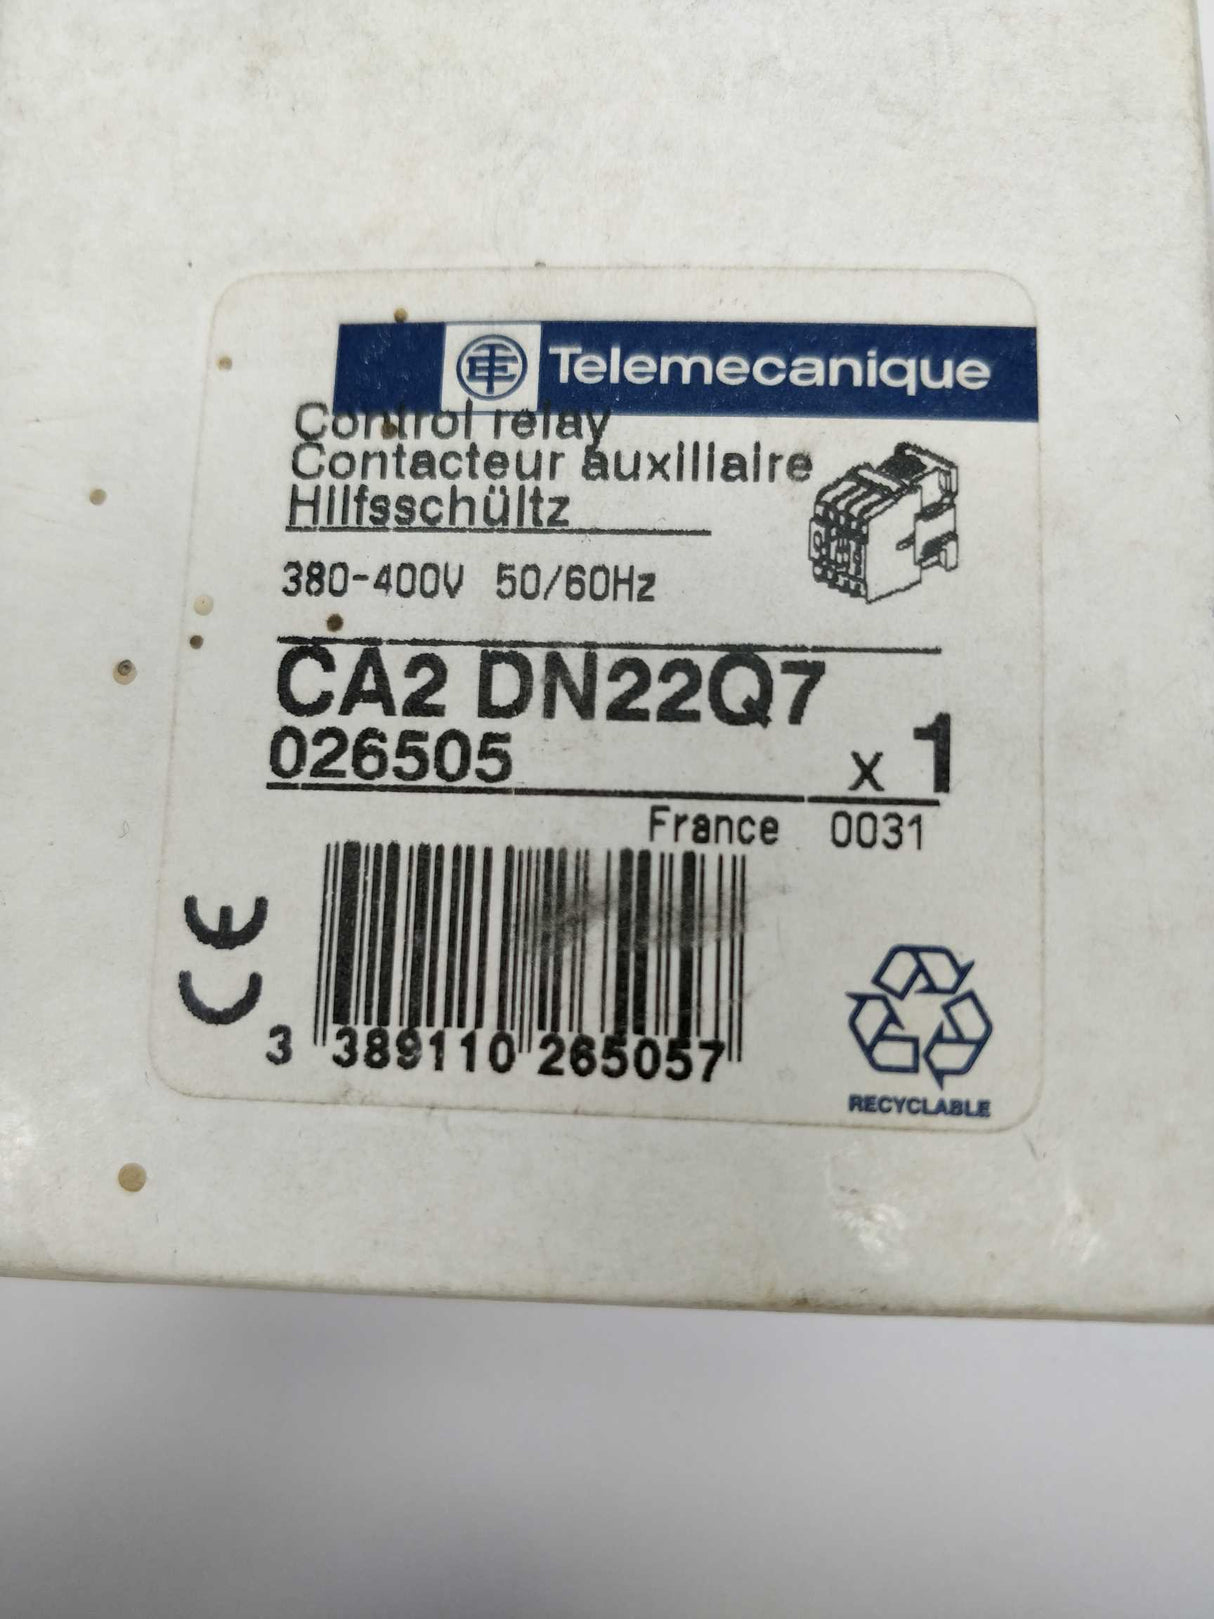 Telemecanique
Control relay
Contacteur auxiliaire
Hilfsschültz
380-400V 50/60Hz
CA2 DN22Q7
026505 x 1
France 0031
CE
3 389110 265057
RECYCLABLE